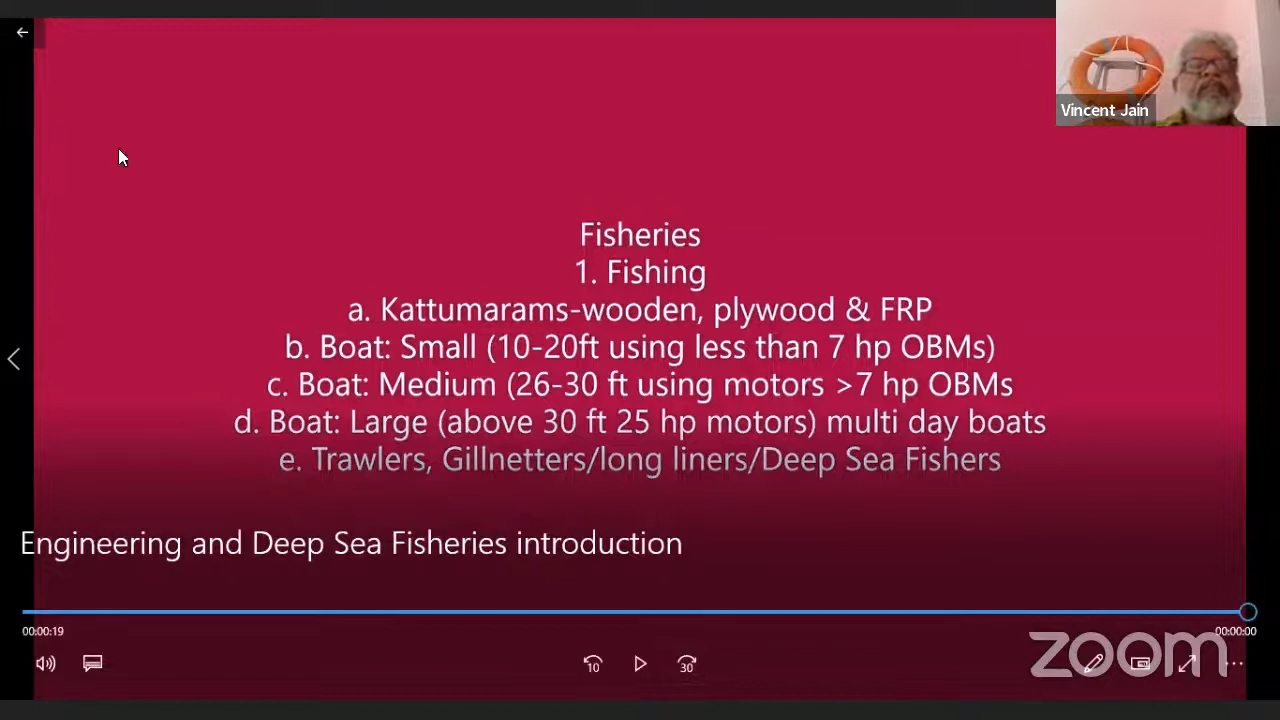 Vincent Jain
Fisheries
1. Fishing
a. Kattumarams-wooden, plywood & FRP
b. Boat: Small (10-20ft using less than 7 hp OBMs)
c. Boat: Medium (26-30 ft using motors >7 hp OBMs
d. Boat: Large (above 30 ft 25 hp motors) multi day boats
e. Trawlers, Gillnetters/long liners/Deep Sea Fishers
Engineering and Deep Sea Fisheries introduction
00:00:19
00:00:00
10
30
zoom